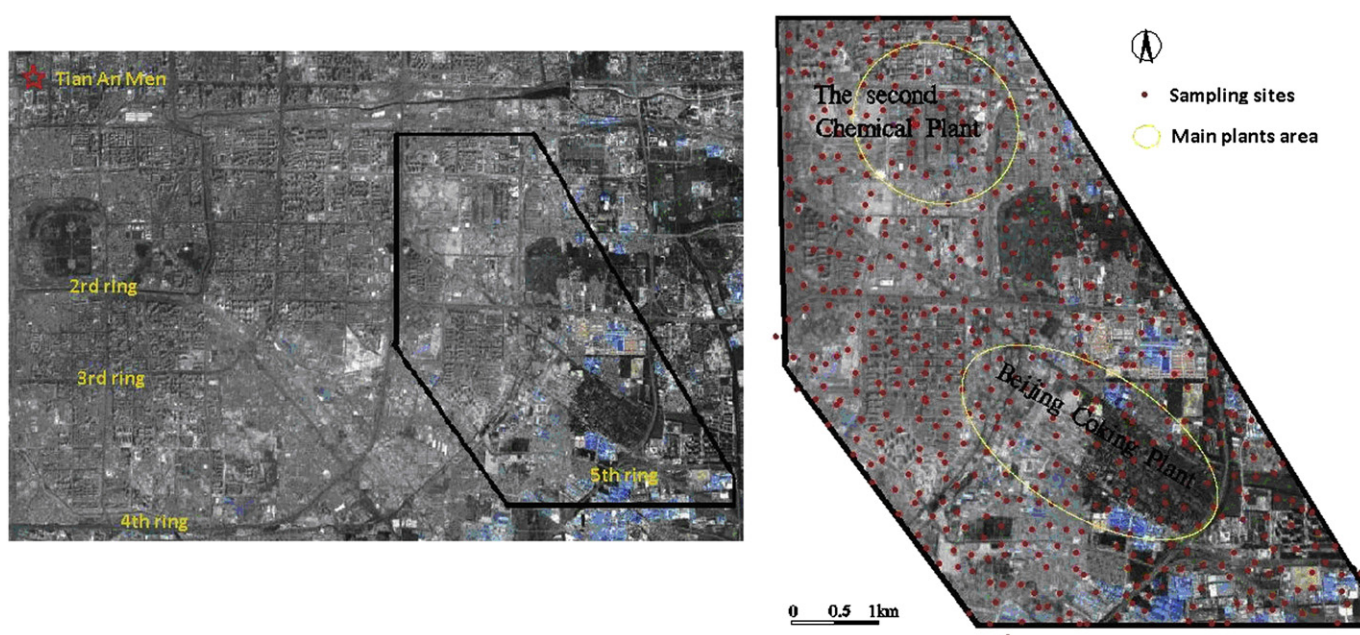 Tian An Men
2nd ring
3rd ring
4th ring
5th ring
The second
Chemical Plant
Beijing Coking Plant
Sampling sites
Main plants area
0 0.5 1km